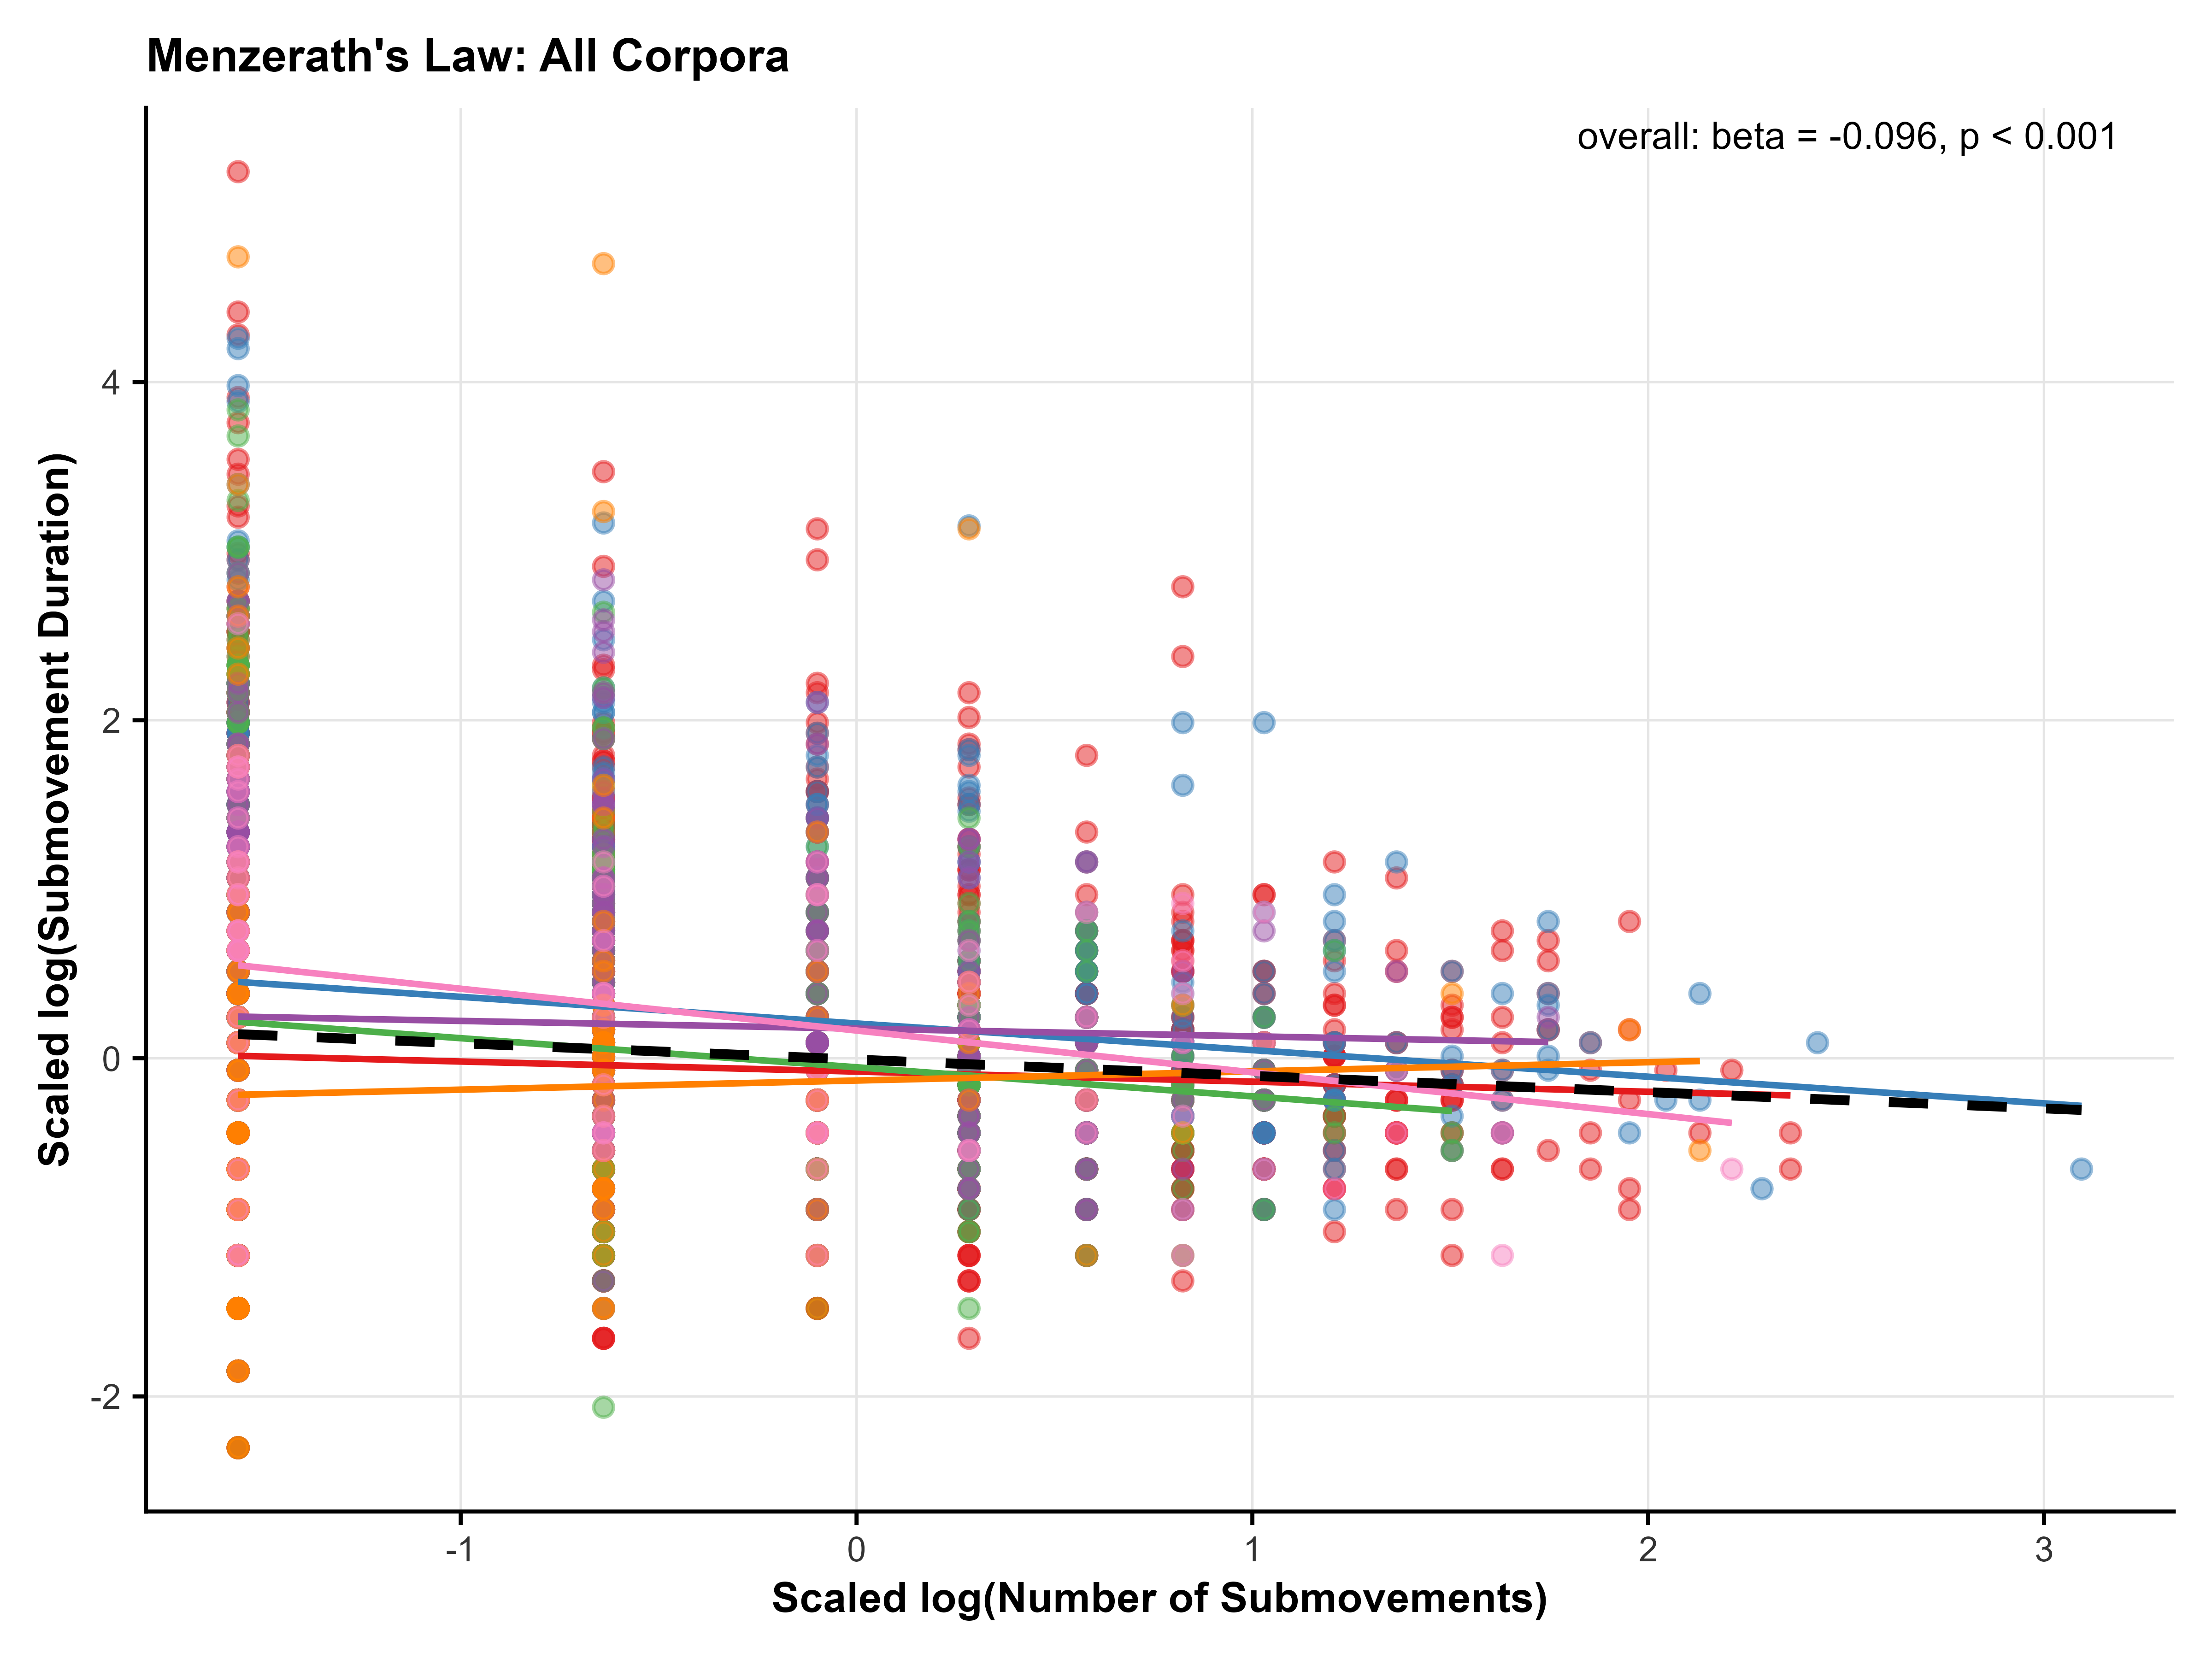 Menzerath's Law: All Corpora
overall: beta = -0.096, p < 0.001
Scaled log(Submovement Duration)
4
2
0
-2
-1
0
1
2
3
Scaled log(Number of Submovements)